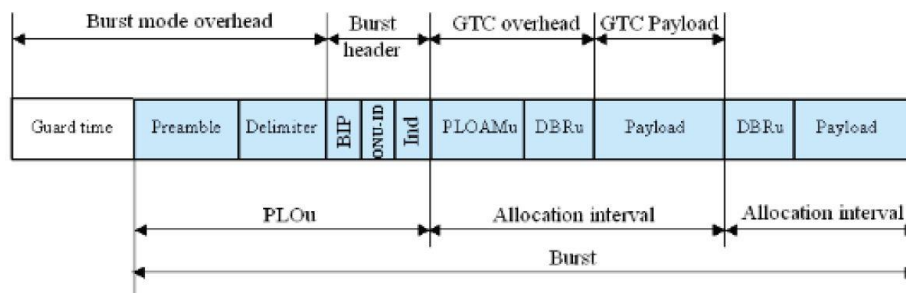 Burst mode overhead
Burst header
GTC overhead
GTC Payload
Guard time
Preamble
Delimiter
BIP
ONU-ID
Ind
PLOAMu
DBRu
Payload
DBRu
Payload
PLOu
Allocation interval
Allocation interval
Burst